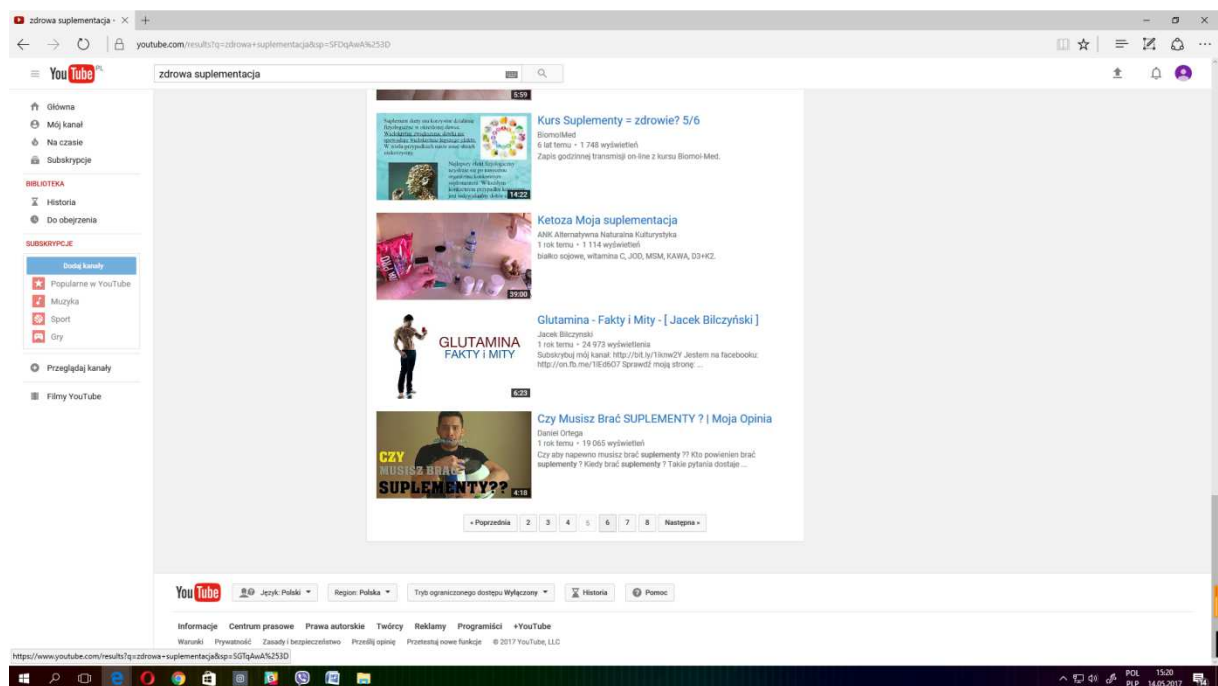 zdrowa suplementacja -
youtube.com/results?q=zdrowa+suplementacja&sp=SFDqAwA%253D
YouTube PL
zdrowa suplementacja
Główna
Mój kanał
Na czasie
Subskrypcje
BIBLIOTEKA
Historia
Do obejrzenia
SUBSKRYPCJE
Dodaj kanały
Popularne w YouTube
Muzyka
Sport
Gry
Przeglądaj kanały
Filmy YouTube
5:59
14:22
Kurs Suplementy = zdrowie? 5/6
BiomolMed
6 lat temu • 1 748 wyświetleń
Zapis godzinnej transmisji on-line z kursu Biomol-Med.
39:00
Ketoza Moja suplementacja
ANK Alternatywna Naturalna Kulturystyka
1 rok temu • 1 114 wyświetleń
białko sojowe, witamina C, JOD, MSM, KAWA, D3+K2.
GLUTAMINA
FAKTY i MITY
6:23
Glutamina - Fakty i Mity - [ Jacek Bilczyński ]
Jacek Bilczynski
1 rok temu • 24 973 wyświetlenia
Subskrybuj mój kanał: http://bit.ly/1iknw2Y Jestem na facebooku:
http://on.fb.me/1lEd6O7 Sprawdź moją stronę: ...
CZY
MUSISZ BRAĆ
SUPLEMENTY??
4:18
Czy Musisz Brać SUPLEMENTY ? | Moja Opinia
Daniel Ortega
1 rok temu • 19 065 wyświetleń
Czy aby napewno musisz brać suplementy ?? Kto powienien brać
suplementy ? Kiedy brać suplementy ? Takie pytania dostaje ...
« Poprzednia 2 3 4 5 6 7 8 Następna »
YouTube Język: Polski Region: Polska Tryb ograniczonego dostępu Wyłączony Historia Pomoc
Informacje Centrum prasowe Prawa autorskie Twórcy Reklamy Programiści +YouTube
Warunki Prywatność Zasady i bezpieczeństwo Prześlij opinię Przetestuj nowe funkcje © 2017 YouTube, LLC
https://www.youtube.com/results?q=zdrowa+suplementacja&sp=SGTqAwA%253D
POL 15:20
PLP 14.05.2017